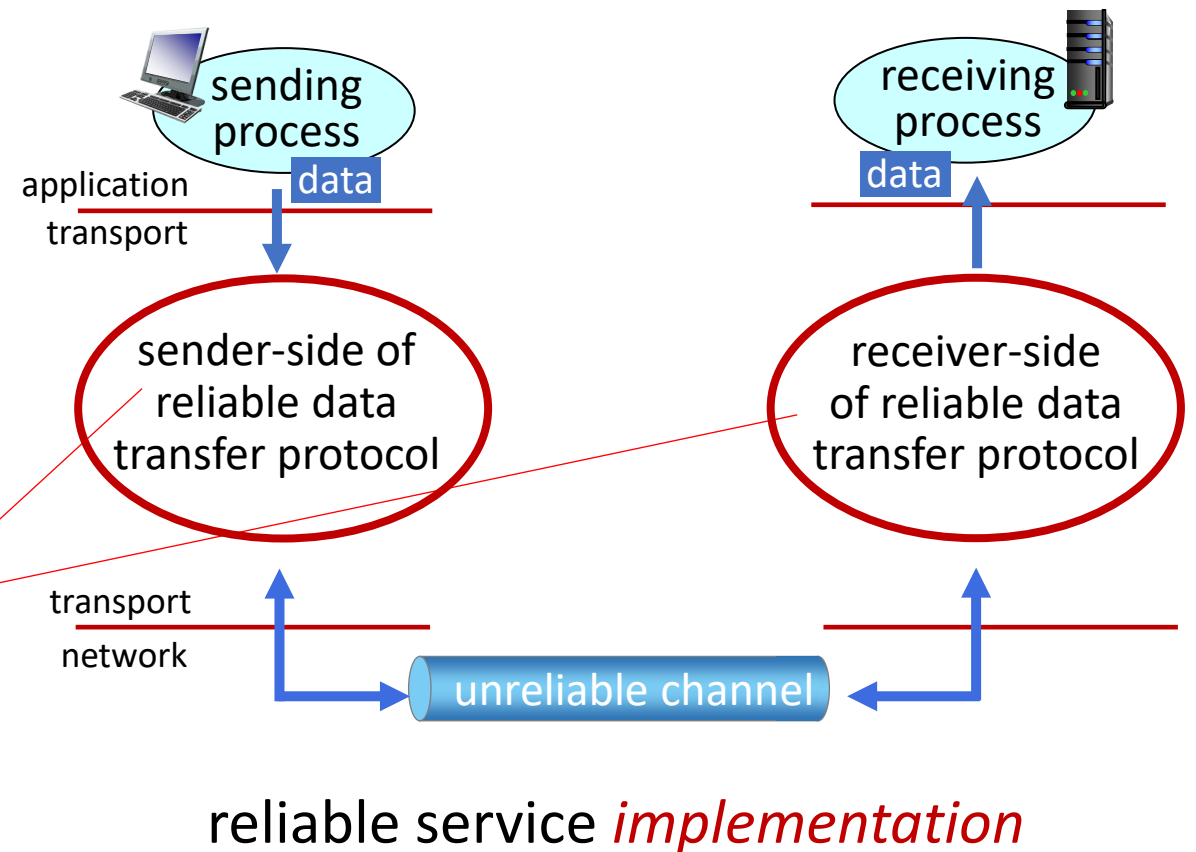 sending
process
data
application
transport
receiving
process
data
sender-side of
reliable data
transfer protocol
receiver-side
of reliable data
transfer protocol
transport
network
unreliable channel
reliable service implementation